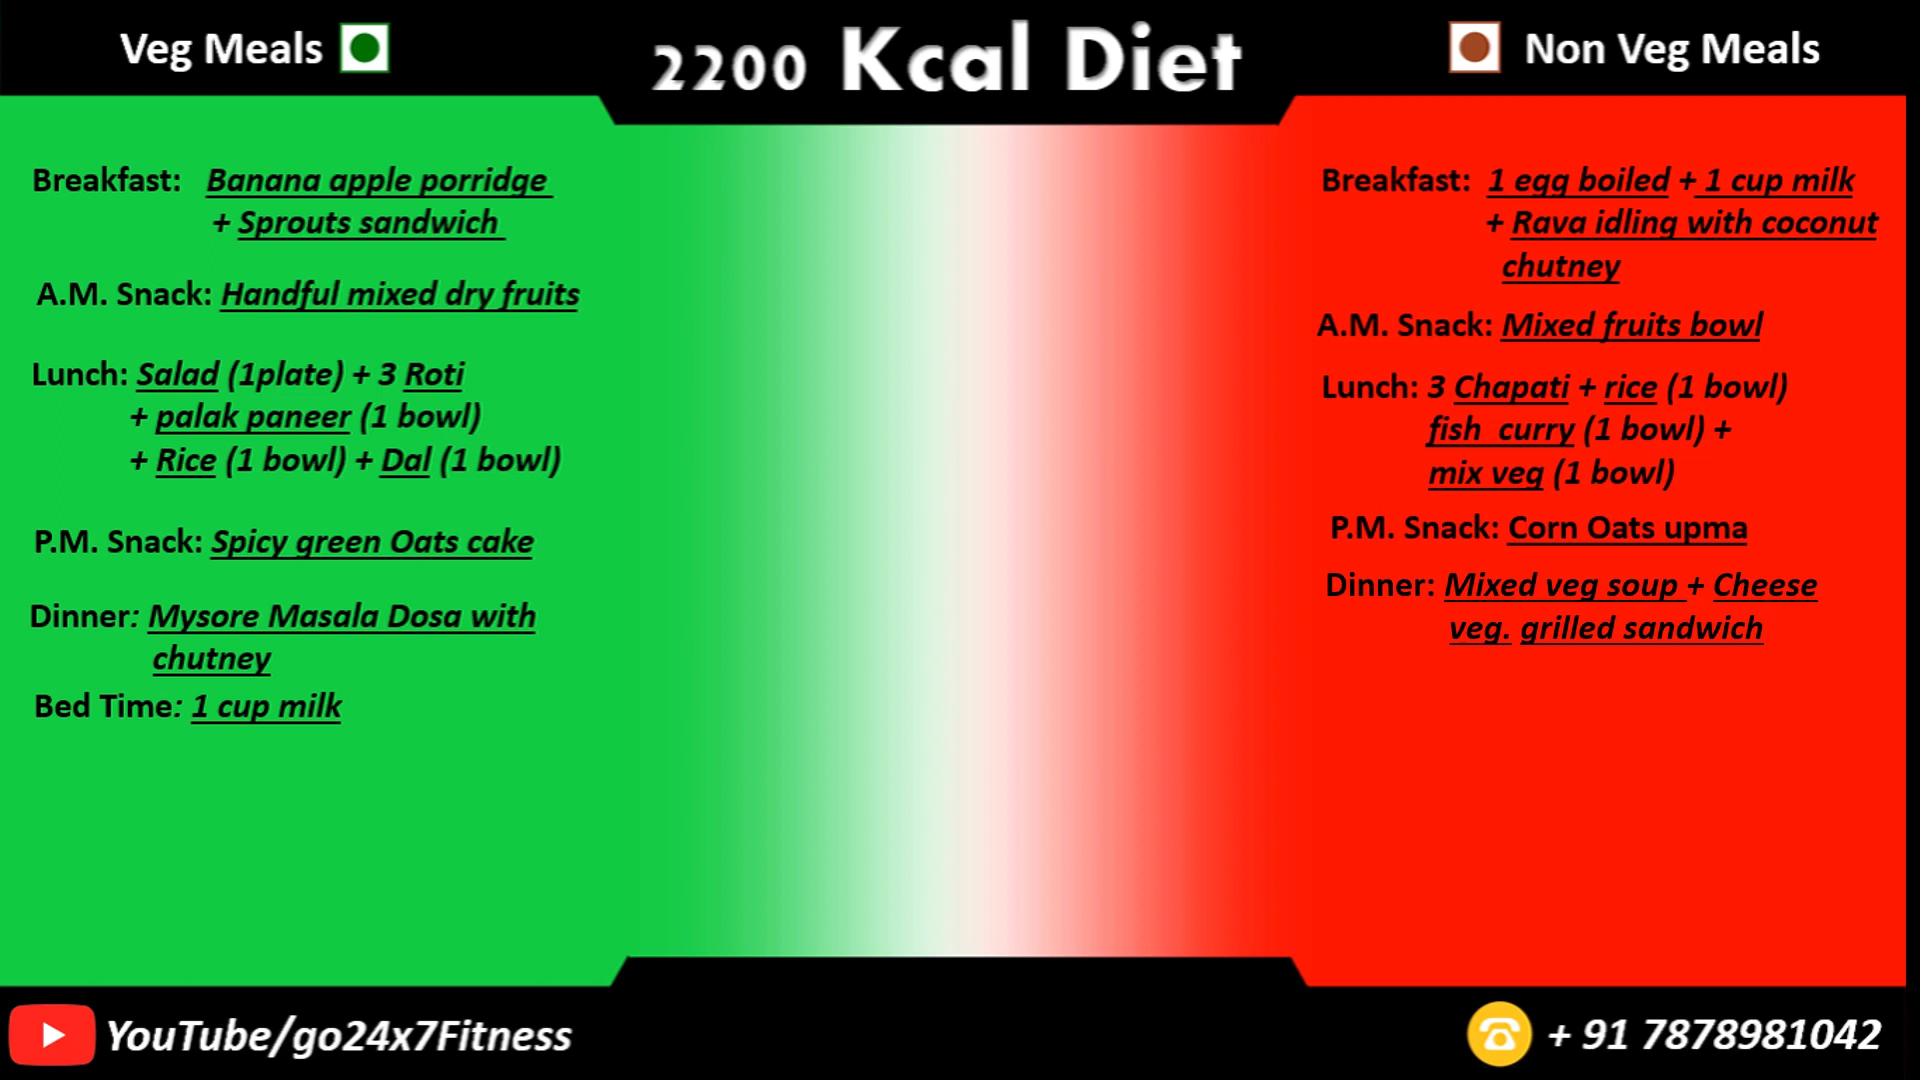 Veg Meals
2200 Kcal Diet
Non Veg Meals
Breakfast: Banana apple porridge
+ Sprouts sandwich
A.M. Snack: Handful mixed dry fruits
Lunch: Salad (1plate) + 3 Roti
+ palak paneer (1 bowl)
+ Rice (1 bowl) + Dal (1 bowl)
P.M. Snack: Spicy green Oats cake
Dinner: Mysore Masala Dosa with
chutney
Bed Time: 1 cup milk
Breakfast: 1 egg boiled + 1 cup milk
+ Rava idling with coconut
chutney
A.M. Snack: Mixed fruits bowl
Lunch: 3 Chapati + rice (1 bowl)
fish curry (1 bowl) +
mix veg (1 bowl)
P.M. Snack: Corn Oats upma
Dinner: Mixed veg soup + Cheese
veg. grilled sandwich
YouTube/go24x7Fitness
+ 91 7878981042